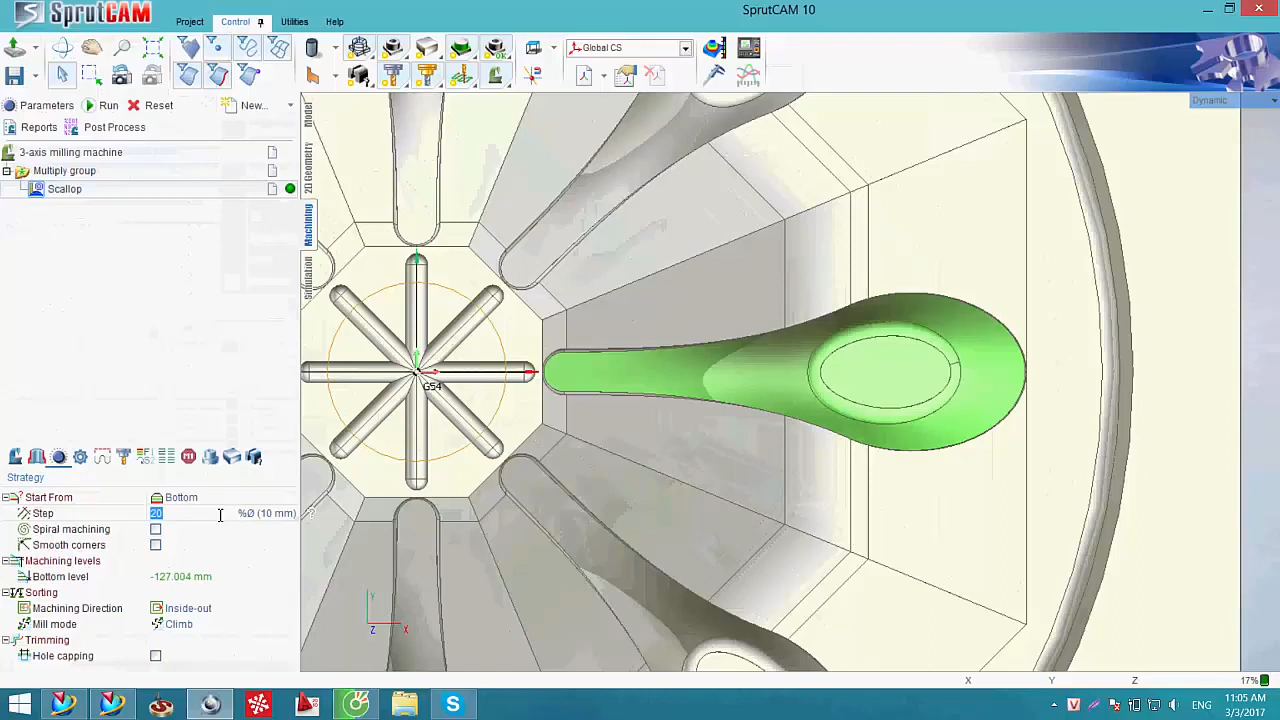 SprutCAM
Project
Control
Utilities
Help
SprutCAM 10
Global CS
Parameters
Run
Reset
New...
Reports
Post Process
3-axis milling machine
Multiply group
Scallop
Model
2D Geometry
Machining
Simulation
Dynamic
G54
Y
Z
X
Strategy
Start From
Bottom
Step
20
%Ø (10 mm)
Spiral machining
Smooth corners
Machining levels
Bottom level
-127.004 mm
Sorting
Machining Direction
Inside-out
Mill mode
Climb
Trimming
Hole capping
X
Y
Z
17%
ENG
11:05 AM
3/3/2017